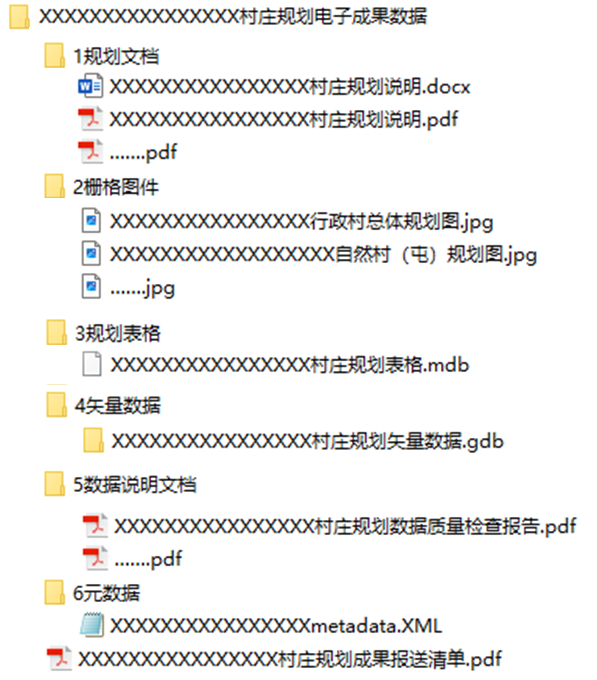 XXXXXXXXXXXXXXXX村庄规划电子成果数据
1规划文档
XXXXXXXXXXXXXXXX村庄规划说明.docx
XXXXXXXXXXXXXXXX村庄规划说明.pdf
.......pdf
2栅格图件
XXXXXXXXXXXXXXXX行政村总体规划图.jpg
XXXXXXXXXXXXXXXXXX自然村（屯）规划图.jpg
.......jpg
3规划表格
XXXXXXXXXXXXXXXX村庄规划表格.mdb
4矢量数据
XXXXXXXXXXXXXXXX村庄规划矢量数据.gdb
5数据说明文档
XXXXXXXXXXXXXXXX村庄规划数据质量检查报告.pdf
.......pdf
6元数据
XXXXXXXXXXXXXXXXmetadata.XML
XXXXXXXXXXXXXXXX村庄规划成果报送清单.pdf